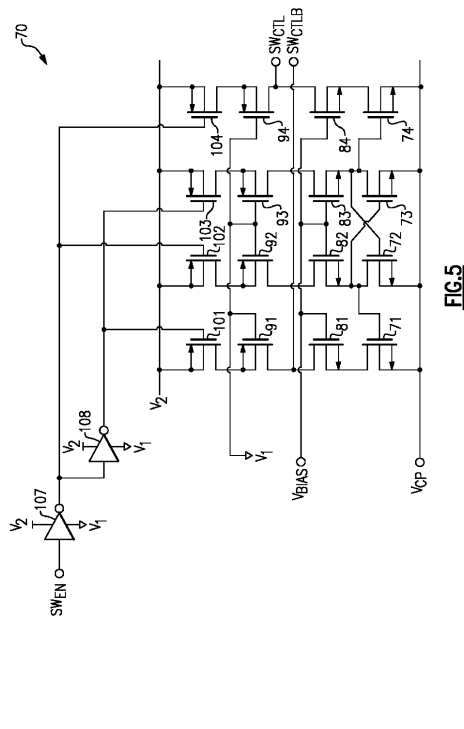 70
SWEN
V2
107
V1
V2
108
V1
V2
101
102
103
104
91
92
93
94
V1
SWCTL
SWCTLB
81
82
83
84
VBIAS
71
72
73
74
VCP
FIG.5